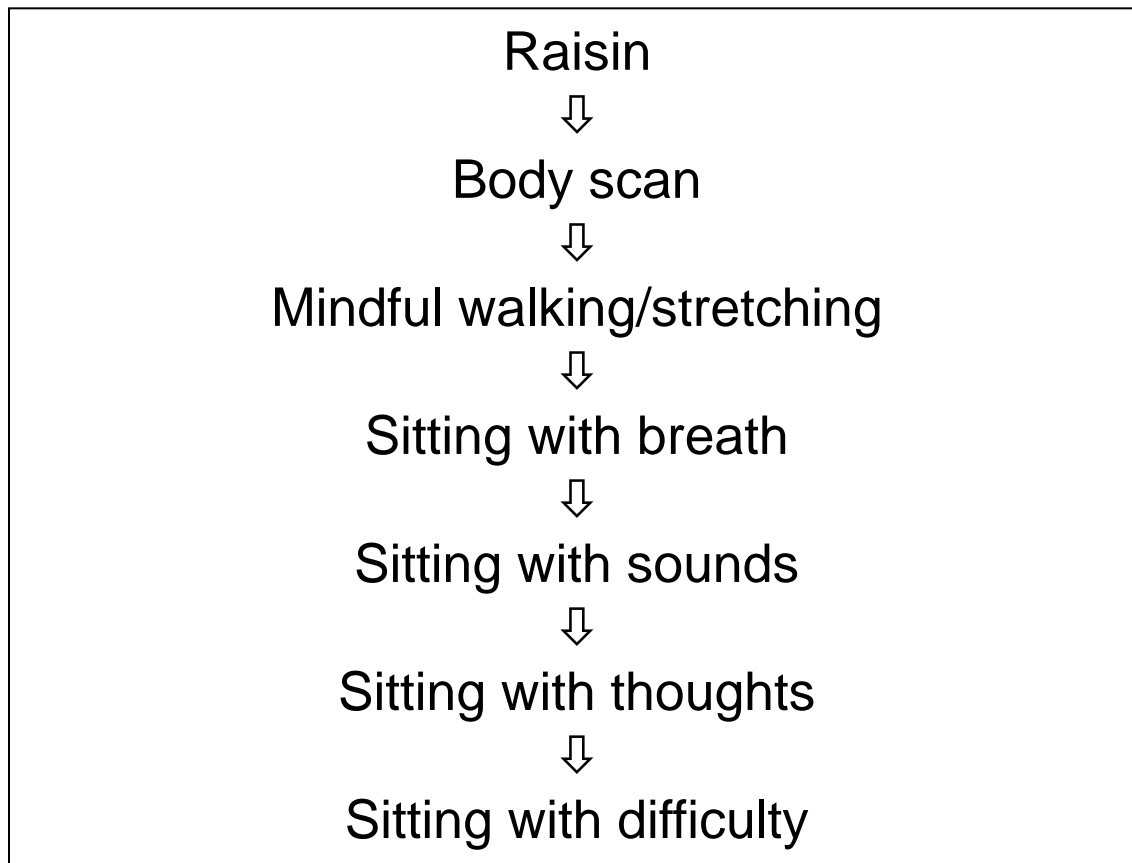 Raisin
⇩
Body scan
⇩
Mindful walking/stretching
⇩
Sitting with breath
⇩
Sitting with sounds
⇩
Sitting with thoughts
⇩
Sitting with difficulty